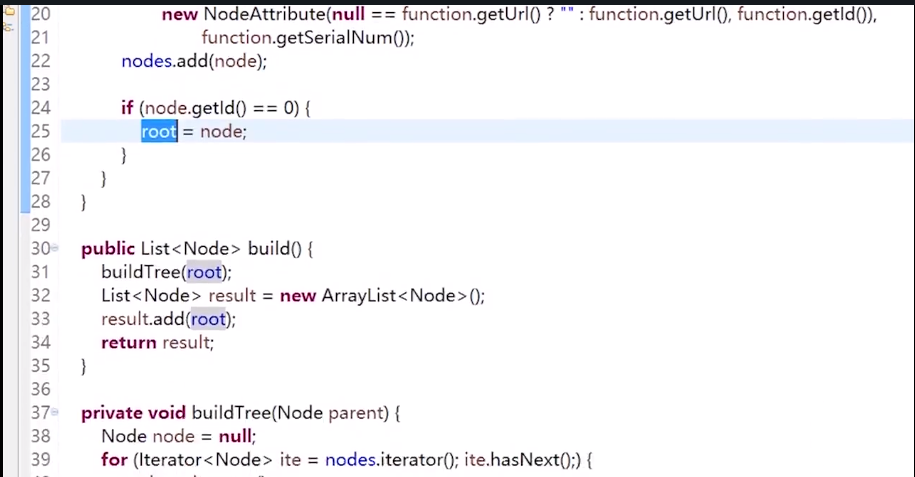 20 new NodeAttribute(null == function.getUrl() ? "" : function.getUrl(), function.getId()),
21 function.getSerialNum());
22 nodes.add(node);
23
24 if (node.getId() == 0) {
25 root = node;
26 }
27 }
28 }
29
30 public List<Node> build() {
31 buildTree(root);
32 List<Node> result = new ArrayList<Node>();
33 result.add(root);
34 return result;
35 }
36
37 private void buildTree(Node parent) {
38 Node node = null;
39 for (Iterator<Node> ite = nodes.iterator(); ite.hasNext();) {